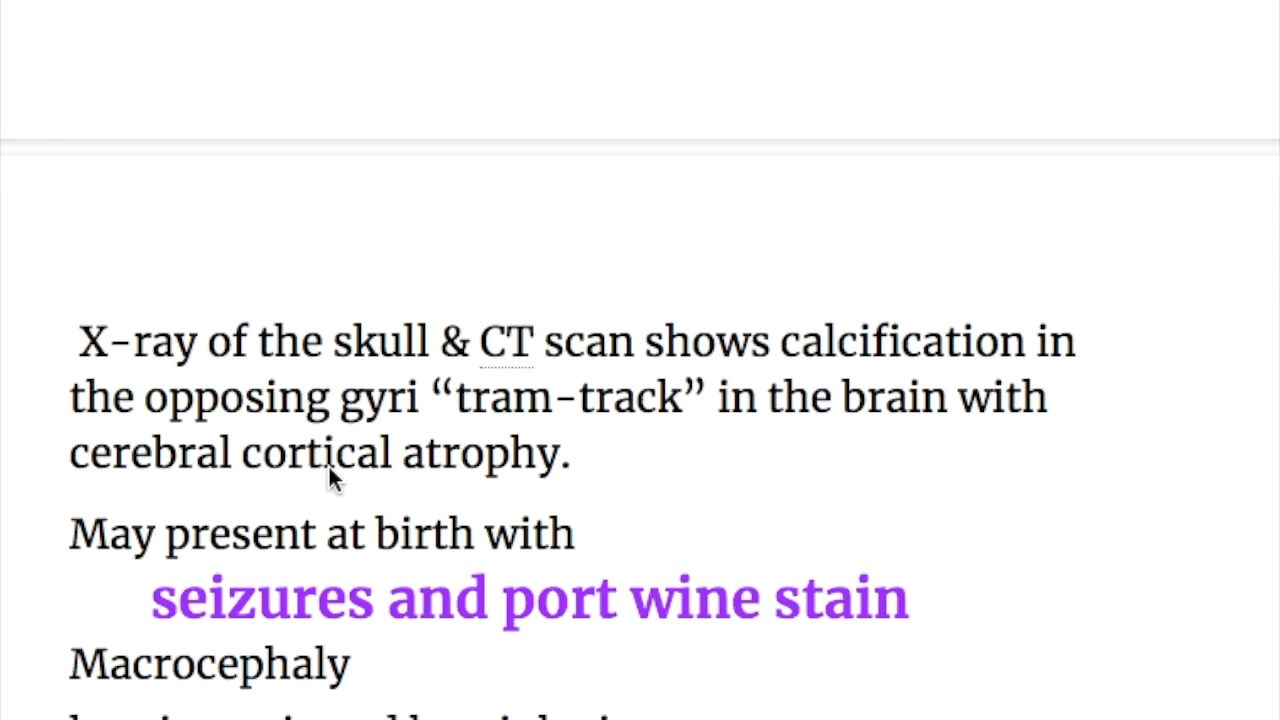 X-ray of the skull & CT scan shows calcification in
the opposing gyri “tram-track” in the brain with
cerebral cortical atrophy.
May present at birth with
seizures and port wine stain
Macrocephaly